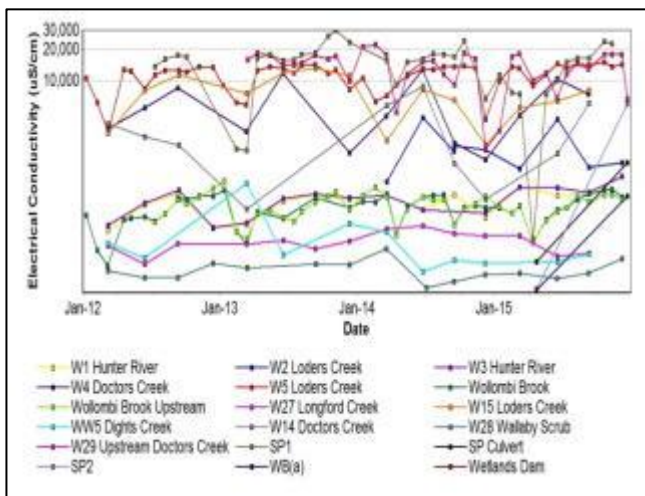 30,000
20,000
10,000
Electrical Conductivity (uS/cm)
Jan-12 Jan-13 Jan-14 Jan-15
Date
W1 Hunter River W2 Loders Creek W3 Hunter River
W4 Doctors Creek W5 Loders Creek Wollombi Brook
Wollombi Brook Upstream W27 Longford Creek W15 Loders Creek
WW5 Dights Creek W14 Doctors Creek W28 Wallaby Scrub
W29 Upstream Doctors Creek SP1 SP Culvert
SP2 WB(a) Wetlands Dam